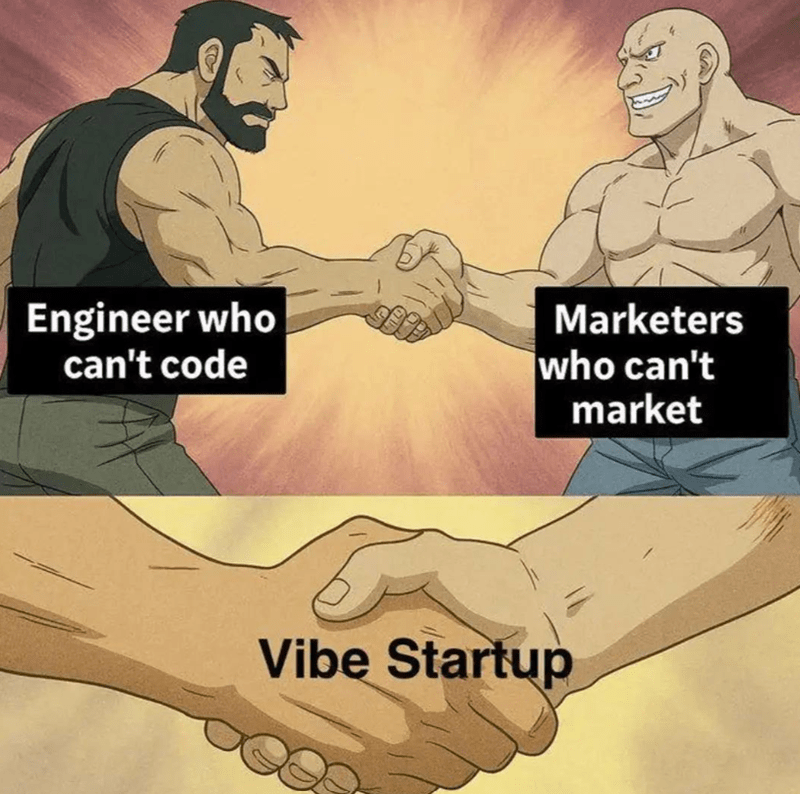 Engineer who
can't code
Marketers
who can't
market
Vibe Startup